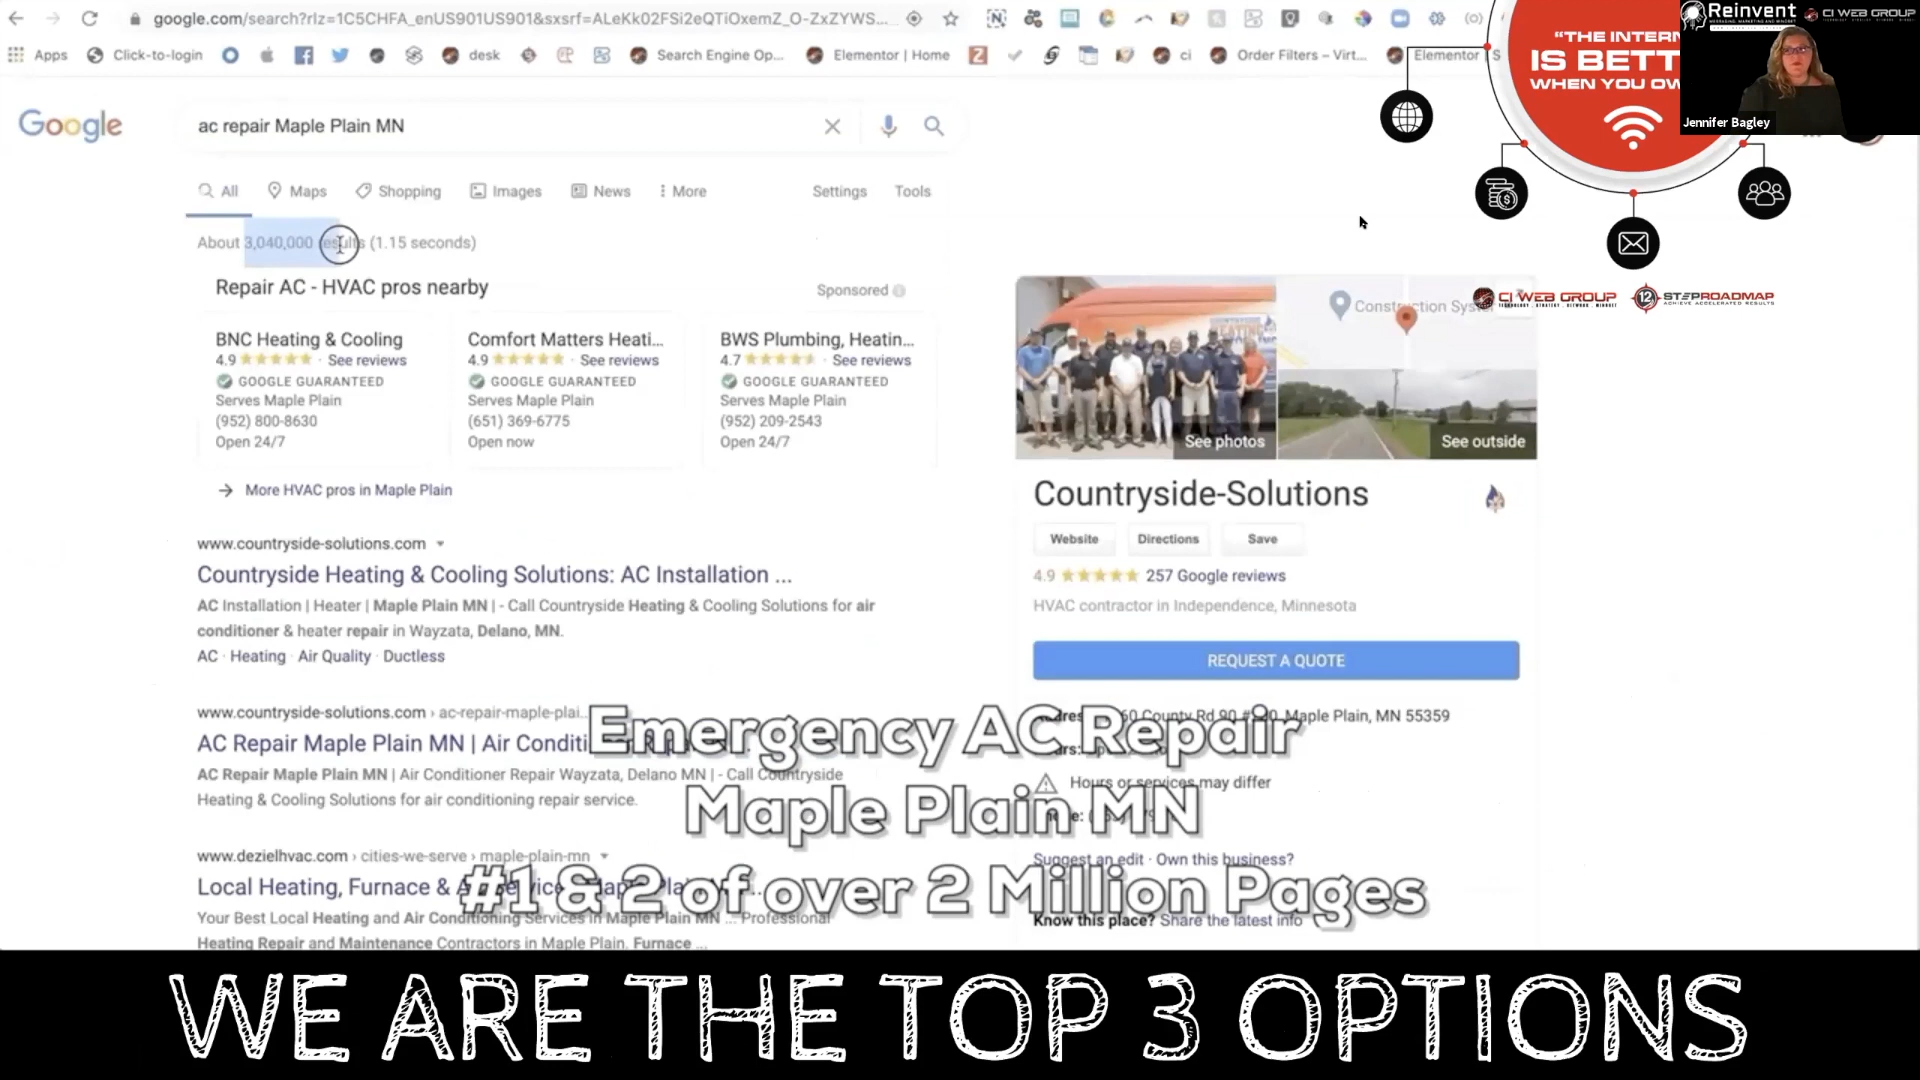 google.com/search?rlz=1C5CHFA_enUS901US901&sxsrf=ALeKk02FSi2eQTiOxemZ_O-ZxZYWS...
Apps
Click-to-login
desk
Search Engine Op...
Elementor | Home
ci
Order Filters – Virt...
Elementor | S
"THE INTERN
IS BETT
WHEN YOU OW
Reinvent
CI WEB GROUP
Jennifer Bagley
Google
ac repair Maple Plain MN
All
Maps
Shopping
Images
News
More
Settings
Tools
About 3,040,000 results (1.15 seconds)
CI WEB GROUP
TECHNOLOGY . STRATEGY . NETWORK . MINDSET
12 STEPROADMAP
ACHIEVE ACCELERATED RESULTS
Repair AC - HVAC pros nearby
Sponsored
BNC Heating & Cooling
4.9 · See reviews
GOOGLE GUARANTEED
Serves Maple Plain
(952) 800-8630
Open 24/7
Comfort Matters Heati...
4.9 · See reviews
GOOGLE GUARANTEED
Serves Maple Plain
(651) 369-6775
Open now
BWS Plumbing, Heatin...
4.7 · See reviews
GOOGLE GUARANTEED
Serves Maple Plain
(952) 209-2543
Open 24/7
More HVAC pros in Maple Plain
www.countryside-solutions.com
Countryside Heating & Cooling Solutions: AC Installation ...
AC Installation | Heater | Maple Plain MN | - Call Countryside Heating & Cooling Solutions for air
conditioner & heater repair in Wayzata, Delano, MN.
AC · Heating · Air Quality · Ductless
www.countryside-solutions.com › ac-repair-maple-plai...
AC Repair Maple Plain MN | Air Conditi
AC Repair Maple Plain MN | Air Conditioner Repair Wayzata, Delano MN | - Call Countryside
Heating & Cooling Solutions for air conditioning repair service.
www.dezielhvac.com › cities-we-serve › maple-plain-mn
Local Heating, Furnace &
Your Best Local Heating and Air Conditioning Services in Maple Plain MN ... Professional
Heating Repair and Maintenance Contractors in Maple Plain. Furnace ...
Construction Syste
See photos
See outside
Countryside-Solutions
Website
Directions
Save
4.9 257 Google reviews
HVAC contractor in Independence, Minnesota
REQUEST A QUOTE
County Rd 90 Maple Plain, MN 55359
Hours or services may differ
Suggest an edit · Own this business?
Know this place? Share the latest info
Emergency AC Repair
Maple Plain MN
#1 & 2 of over 2 Million Pages
WE ARE THE TOP 3 OPTIONS